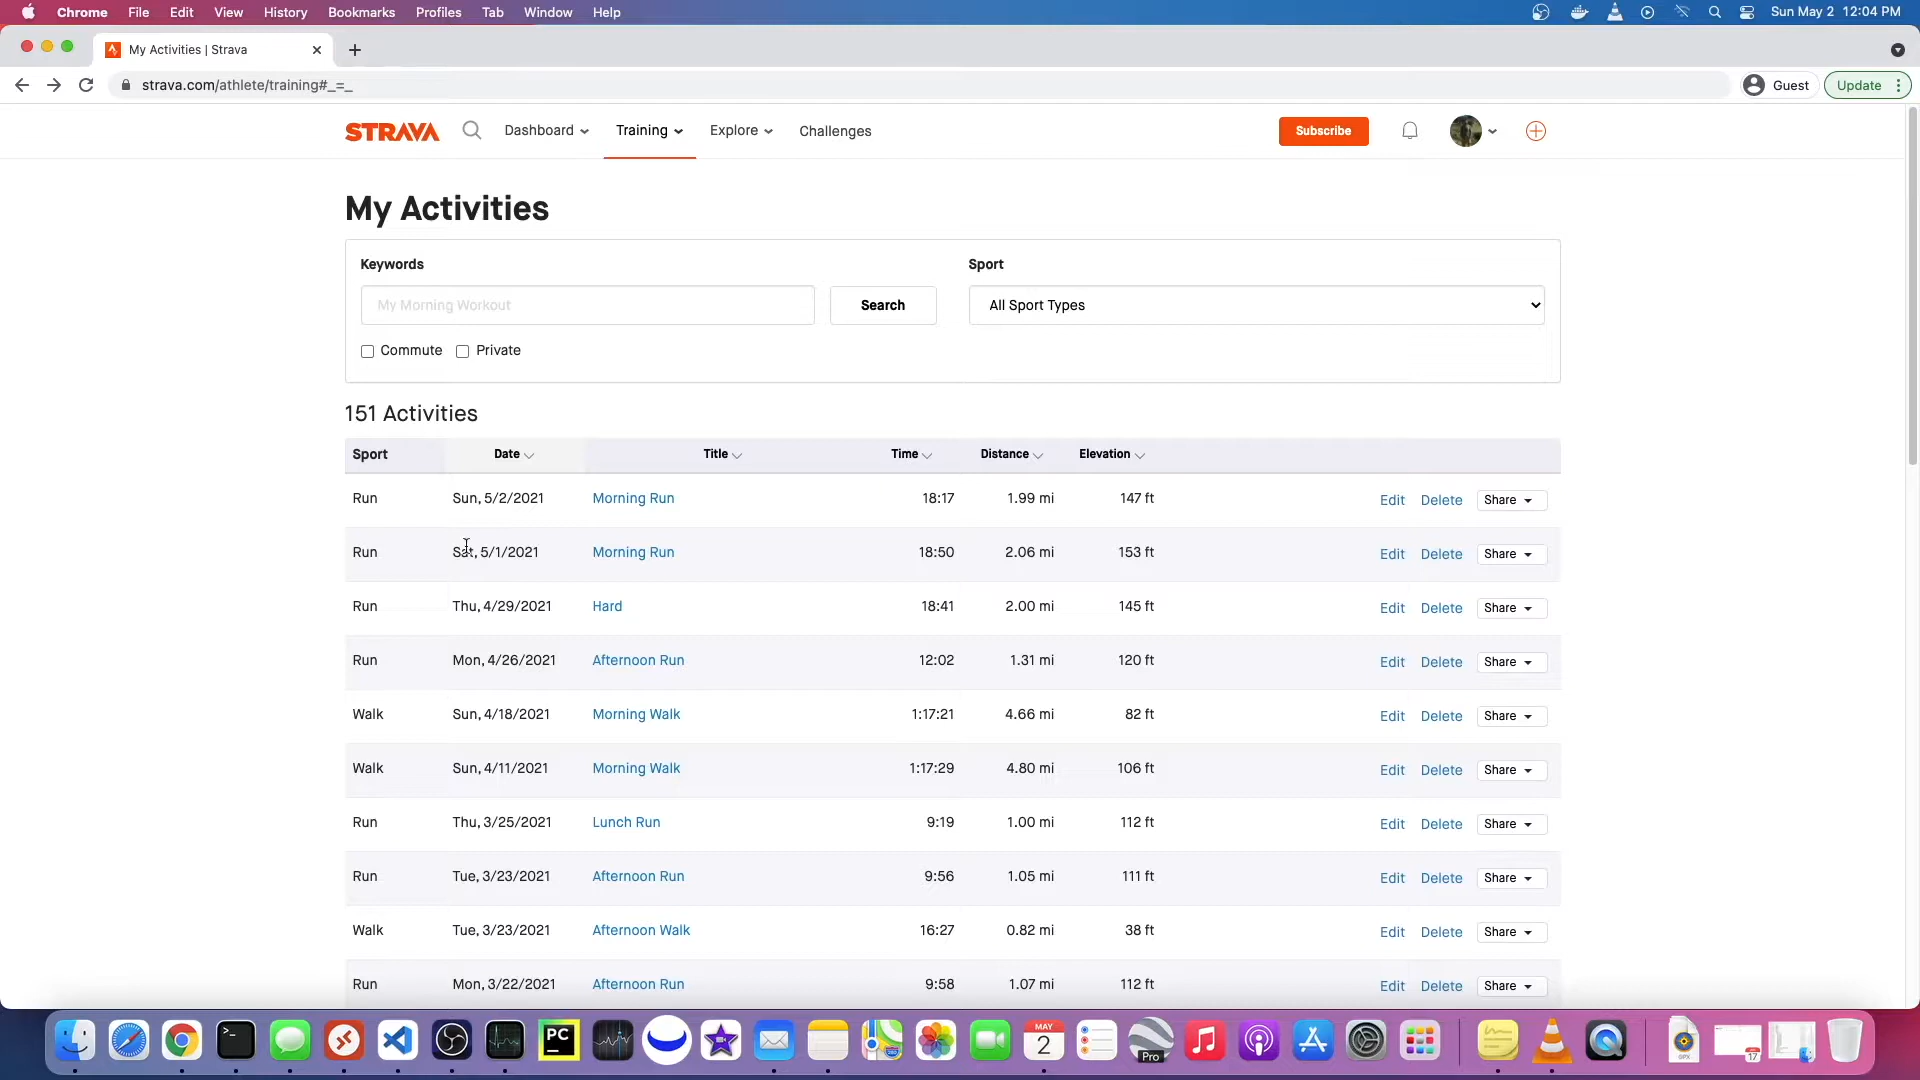 Chrome File Edit View History Bookmarks Profiles Tab Window Help Sun May 2 12:04 PM
My Activities | Strava
strava.com/athlete/training#_=_ Guest Update
STRAVA Dashboard Training Explore Challenges Subscribe
My Activities
Keywords Sport
My Morning Workout Search All Sport Types
Commute Private
151 Activities
Sport Date Title Time Distance Elevation
Run Sun, 5/2/2021 Morning Run 18:17 1.99 mi 147 ft Edit Delete Share
Run Sat, 5/1/2021 Morning Run 18:50 2.06 mi 153 ft Edit Delete Share
Run Thu, 4/29/2021 Hard 18:41 2.00 mi 145 ft Edit Delete Share
Run Mon, 4/26/2021 Afternoon Run 12:02 1.31 mi 120 ft Edit Delete Share
Walk Sun, 4/18/2021 Morning Walk 1:17:21 4.66 mi 82 ft Edit Delete Share
Walk Sun, 4/11/2021 Morning Walk 1:17:29 4.80 mi 106 ft Edit Delete Share
Run Thu, 3/25/2021 Lunch Run 9:19 1.00 mi 112 ft Edit Delete Share
Run Tue, 3/23/2021 Afternoon Run 9:56 1.05 mi 111 ft Edit Delete Share
Walk Tue, 3/23/2021 Afternoon Walk 16:27 0.82 mi 38 ft Edit Delete Share
Run Mon, 3/22/2021 Afternoon Run 9:58 1.07 mi 112 ft Edit Delete Share
PC MAY 2 Pro GPX 17